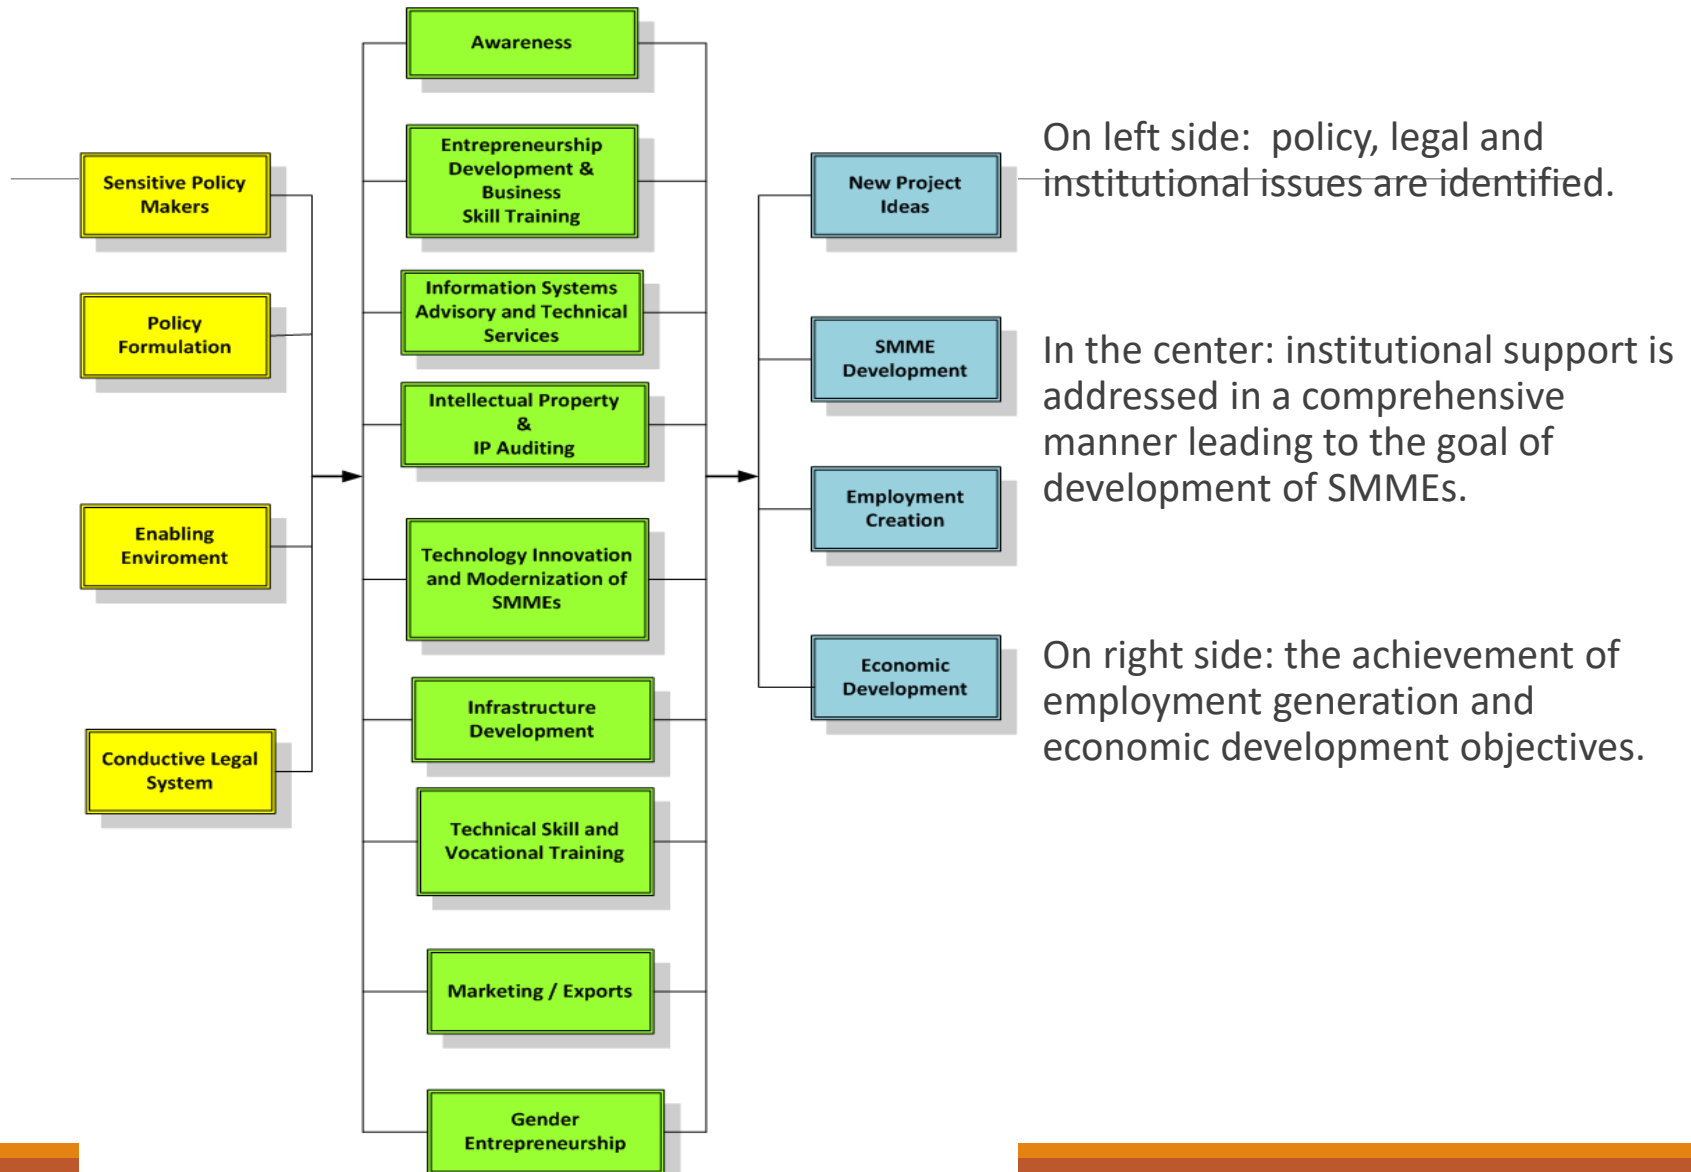 Sensitive Policy
Makers
Policy
Formulation
Enabling
Enviroment
Conductive Legal
System
Awareness
Entrepreneurship
Development &
Business
Skill Training
Information Systems
Advisory and Technical
Services
Intellectual Property
&
IP Auditing
Technology Innovation
and Modernization of
SMMEs
Infrastructure
Development
Technical Skill and
Vocational Training
Marketing / Exports
Gender
Entrepreneurship
New Project
Ideas
SMME
Development
Employment
Creation
Economic
Development
On left side:  policy, legal and
institutional issues are identified.
In the center: institutional support is
addressed in a comprehensive
manner leading to the goal of
development of SMMEs.
On right side: the achievement of
employment generation and
economic development objectives.